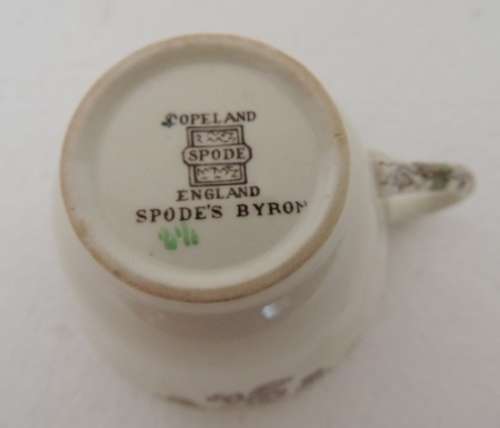 COPELAND
SPODE
ENGLAND
SPODE'S BYRON